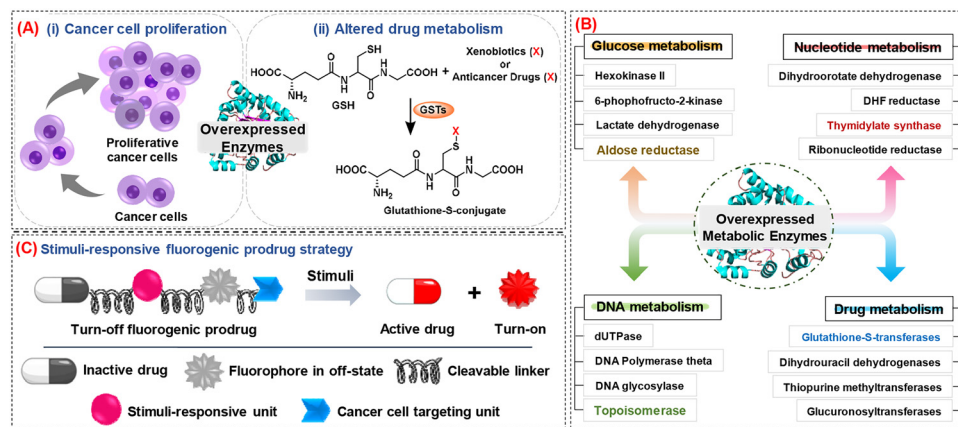 (A)
(i) Cancer cell proliferation
Proliferative
cancer cells
Cancer cells
Overexpressed
Enzymes
(ii) Altered drug metabolism
SH
HOOC
NH2
O
H
N
O
N
H
COOH
GSH
+
Xenobiotics (X)
or
Anticancer Drugs (X)
GSTs
X
S
HOOC
NH2
O
H
N
O
N
H
COOH
Glutathione-S-conjugate
(B)
Glucose metabolism
Hexokinase II
6-phophofructo-2-kinase
Lactate dehydrogenase
Aldose reductase
Nucleotide metabolism
Dihydroorotate dehydrogenase
DHF reductase
Thymidylate synthase
Ribonucleotide reductase
Overexpressed
Metabolic Enzymes
DNA metabolism
dUTPase
DNA Polymerase theta
DNA glycosylase
Topoisomerase
Drug metabolism
Glutathione-S-transferases
Dihydrouracil dehydrogenases
Thiopurine methyltransferases
Glucuronosyltransferases
(C) Stimuli-responsive fluorogenic prodrug strategy
Turn-off fluorogenic prodrug
Stimuli
Active drug
+
Turn-on
Inactive drug
Fluorophore in off-state
Cleavable linker
Stimuli-responsive unit
Cancer cell targeting unit